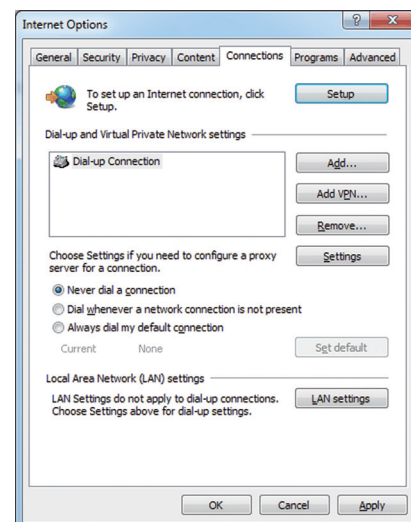 Internet Options
General Security Privacy Content Connections Programs Advanced
To set up an Internet connection, click
Setup.
Setup
Dial-up and Virtual Private Network settings
Dial-up Connection
Add...
Add VPN...
Remove...
Choose Settings if you need to configure a proxy
server for a connection.
Settings
Never dial a connection
Dial whenever a network connection is not present
Always dial my default connection
Current None
Set default
Local Area Network (LAN) settings
LAN Settings do not apply to dial-up connections.
Choose Settings above for dial-up settings.
LAN settings
OK Cancel Apply